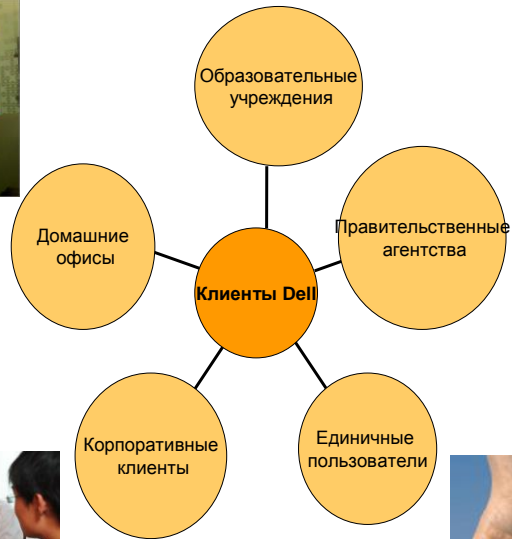 Образовательные
учреждения
Правительственные
агентства
Домашние
офисы
Клиенты Dell
Корпоративные
клиенты
Единичные
пользователи